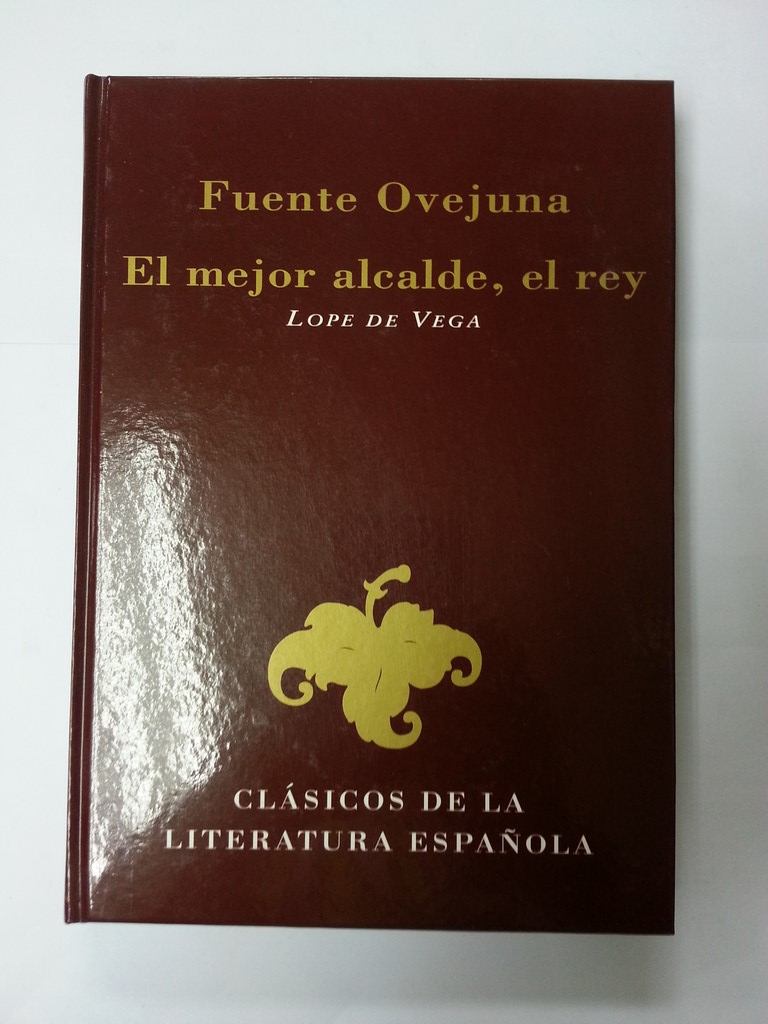 Fuente Ovejuna
El mejor alcalde, el rey
LOPE DE VEGA
CLÁSICOS DE LA
LITERATURA ESPAÑOLA